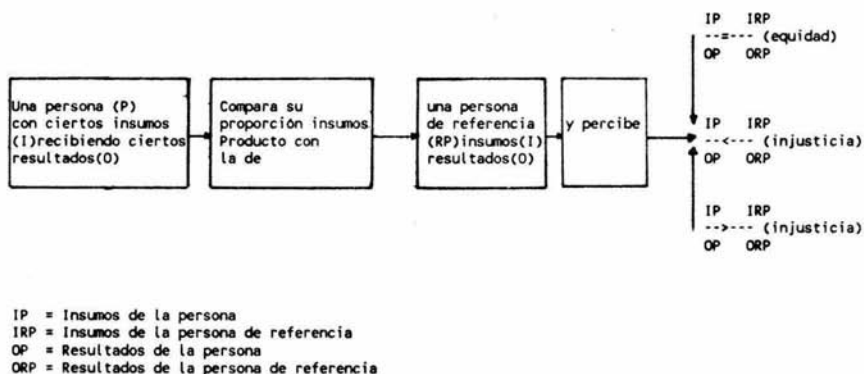 Una persona (P)
con ciertos insumos
(I)recibiendo ciertos
resultados(O)
Compara su
proporción insumos
Producto con
la de
una persona
de referencia
(RP)insumos(I)
resultados(O)
y percibe
IP IRP
--=--- (equidad)
OP ORP
IP IRP
--<--- (injusticia)
OP ORP
IP IRP
-->--- (injusticia)
OP ORP
IP = Insumos de la persona
IRP = Insumos de la persona de referencia
OP = Resultados de la persona
ORP = Resultados de la persona de referencia